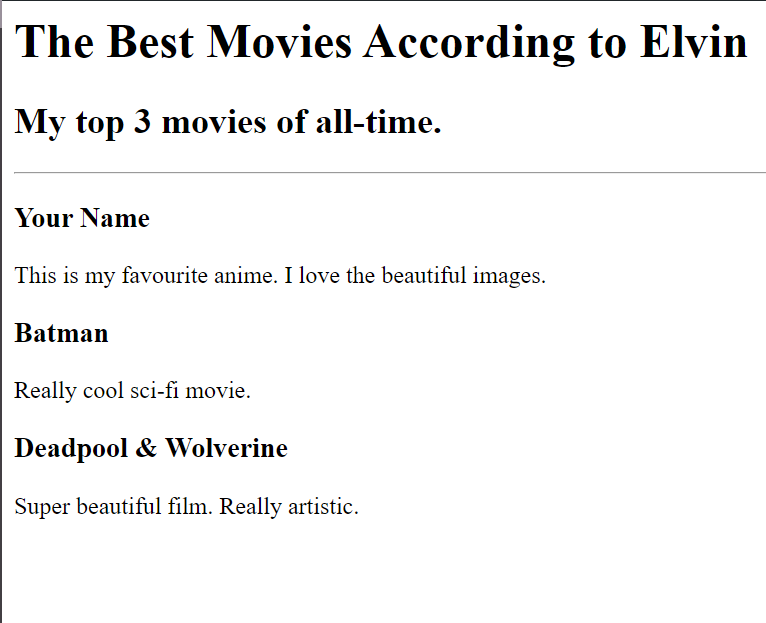 The Best Movies According to Elvin
My top 3 movies of all-time.
Your Name
This is my favourite anime. I love the beautiful images.
Batman
Really cool sci-fi movie.
Deadpool & Wolverine
Super beautiful film. Really artistic.